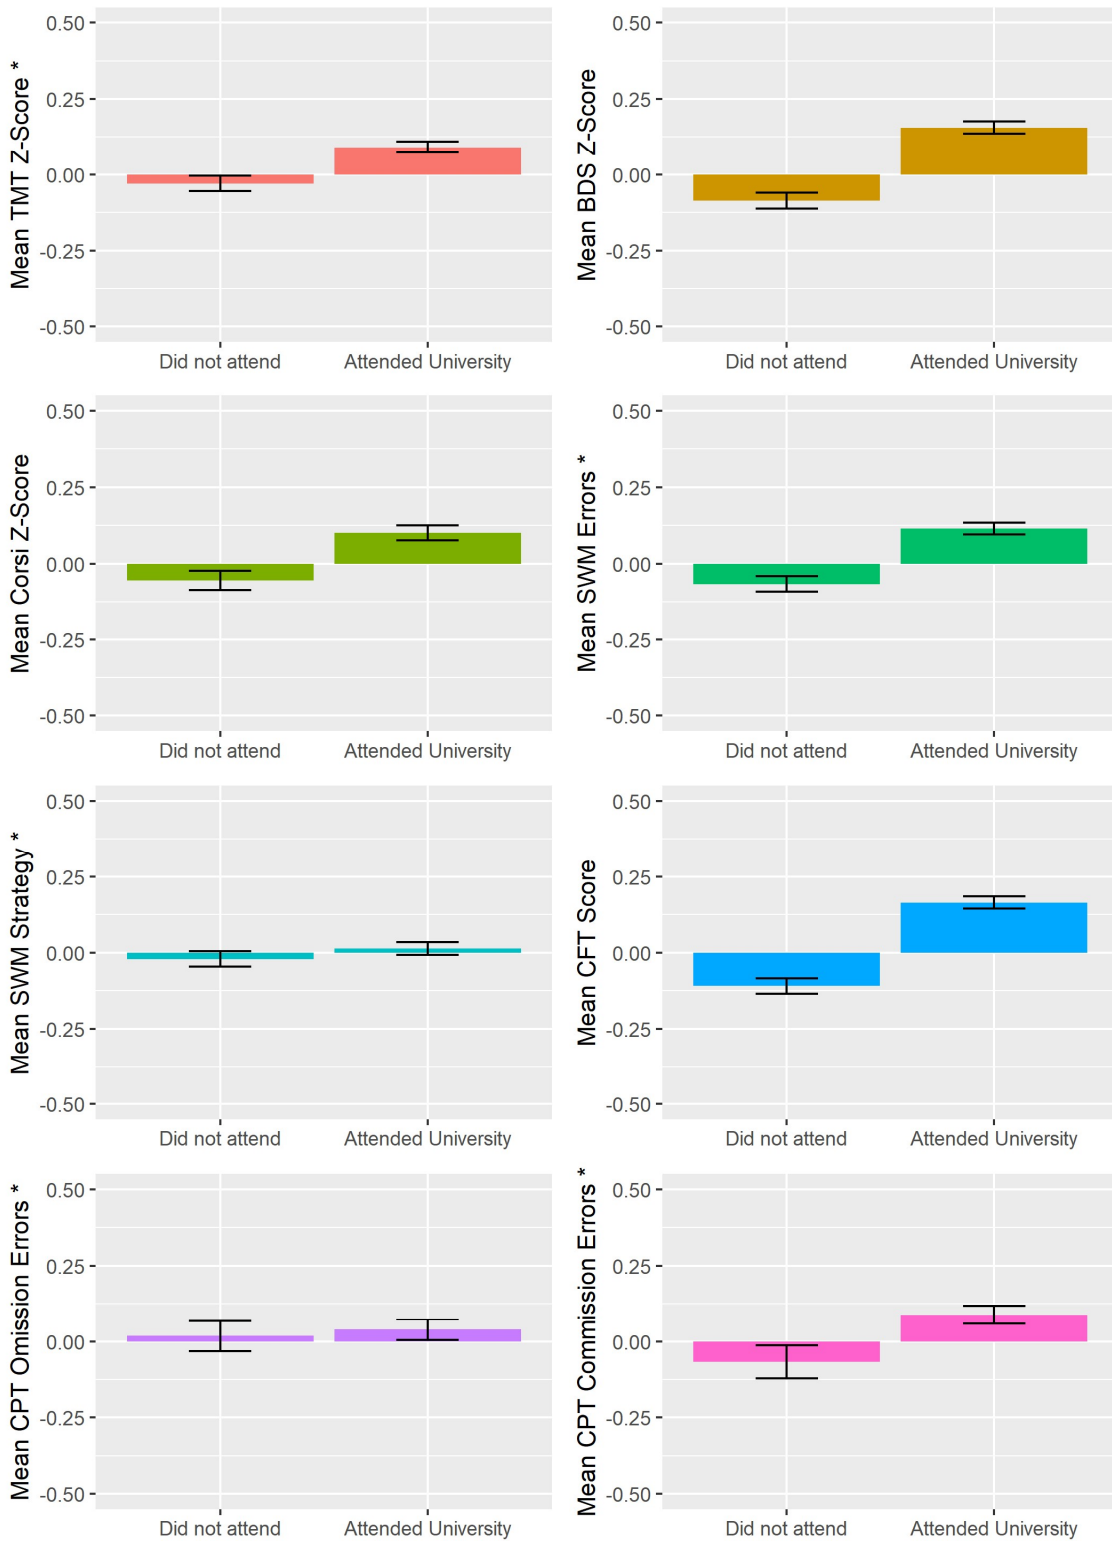 Mean TMT Z-Score *
0.50
0.25
0.00
-0.25
-0.50
Did not attend
Attended University
Mean BDS Z-Score
0.50
0.25
0.00
-0.25
-0.50
Did not attend
Attended University
Mean Corsi Z-Score
0.50
0.25
0.00
-0.25
-0.50
Did not attend
Attended University
Mean SWM Errors *
0.50
0.25
0.00
-0.25
-0.50
Did not attend
Attended University
Mean SWM Strategy *
0.50
0.25
0.00
-0.25
-0.50
Did not attend
Attended University
Mean CFT Score
0.50
0.25
0.00
-0.25
-0.50
Did not attend
Attended University
Mean CPT Omission Errors *
0.50
0.25
0.00
-0.25
-0.50
Did not attend
Attended University
Mean CPT Commission Errors *
0.50
0.25
0.00
-0.25
-0.50
Did not attend
Attended University